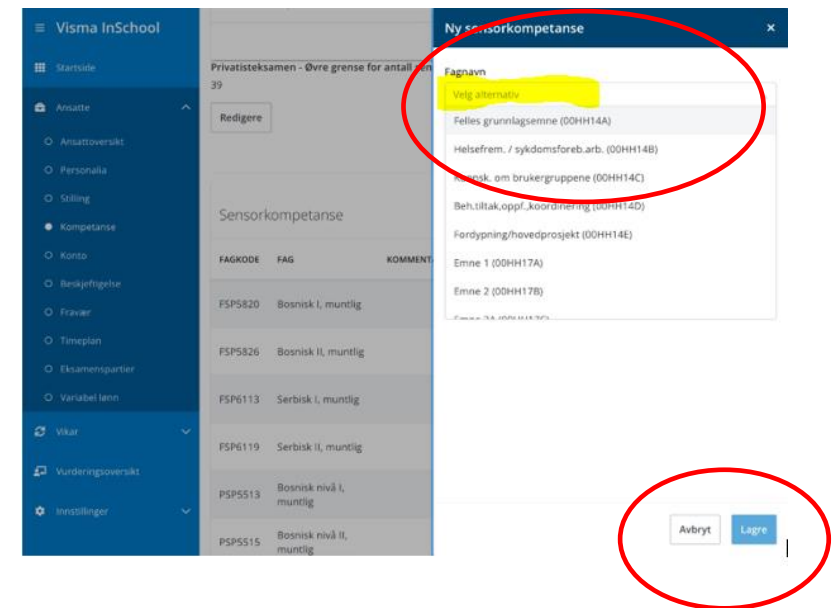 Visma InSchool
Startside
Ansatte
Ansattoversikt
Personalia
Stilling
Kompetanse
Konto
Beskjeftigelse
Fravær
Timeplan
Eksamenspartier
Variabel lønn
Vikar
Vurderingsoversikt
Innstillinger
Privatisteksamen - Øvre grense for antall
39
Redigere
Sensorkompetanse
FAGKODE FAG
FSP5820 Bosnisk I, muntlig
FSP5826 Bosnisk II, muntlig
FSP6113 Serbisk I, muntlig
FSP6119 Serbisk II, muntlig
PSP5513 Bosnisk nivå I,
muntlig
PSP5515 Bosnisk nivå II,
muntlig
Ny sensorkompetanse ×
Fagnavn
Velg alternativ
Felles grunnlagsemne (00HH14A)
Helsefrem. / sykdomsforeb.arb. (00HH14B)
Kunnsk. om brukergruppene (00HH14C)
Beh.tiltak,oppf.,koordinering (00HH14D)
Fordypning/hovedprosjekt (00HH14E)
Emne 1 (00HH17A)
Emne 2 (00HH17B)
Avbryt Lagre